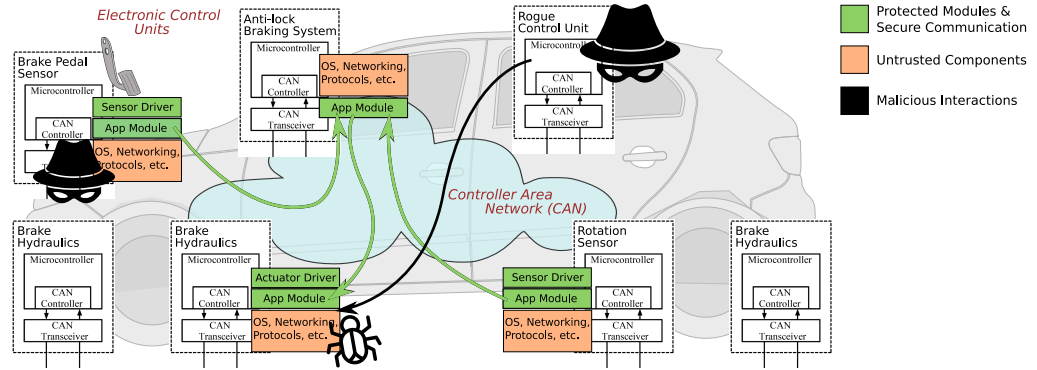 Electronic Control
Units
Anti-lock
Braking System
Microcontroller
CAN
Controller
CAN
Transceiver
OS, Networking,
Protocols, etc.
App Module
Rogue
Control Unit
CAN
Controller
CAN
Transceiver
Protected Modules &
Secure Communication
Untrusted Components
Malicious Interactions
Brake Pedal
Sensor
Microcontroller
CAN
Controller
Sensor Driver
App Module
OS, Networking,
Protocols, etc.
Controller Area
Network (CAN)
Brake
Hydraulics
Microcontroller
CAN
Controller
CAN
Transceiver
Brake
Hydraulics
Microcontroller
CAN
Controller
CAN
Transceiver
Actuator Driver
App Module
OS, Networking,
Protocols, etc.
Sensor Driver
App Module
OS, Networking,
Protocols, etc.
Rotation
Sensor
Microcontroller
CAN
Controller
CAN
Transceiver
Brake
Hydraulics
Microcontroller
CAN
Controller
CAN
Transceiver